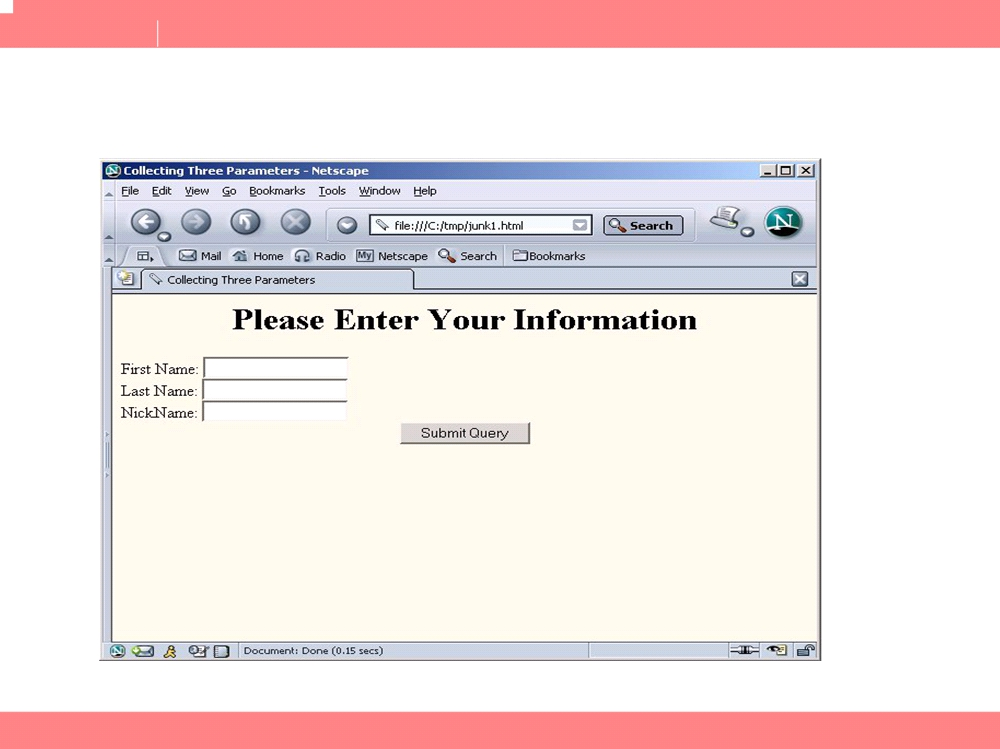 Collecting Three Parameters - Netscape
File Edit View Go Bookmarks Tools Window Help
file:///C:/tmp/junk1.html Search N
Mail Home Radio My Netscape Search Bookmarks
Collecting Three Parameters
Please Enter Your Information
First Name:
Last Name:
NickName:
Submit Query
Document: Done (0.15 secs)